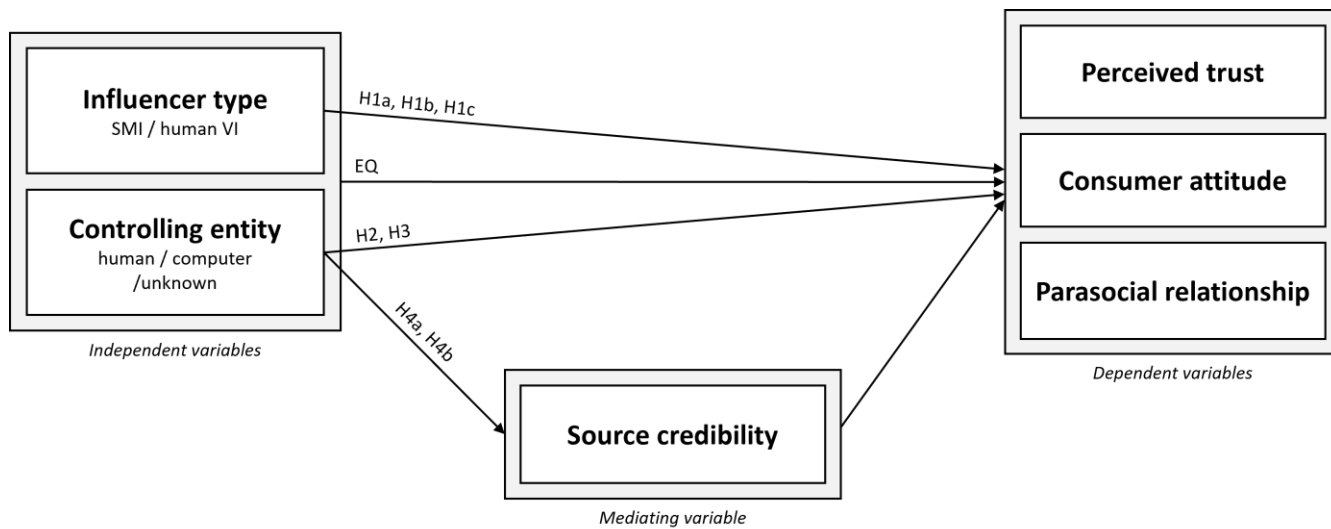 Influencer type
SMI / human VI
Controlling entity
human / computer
/unknown
Independent variables
H1a, H1b, H1c
EQ
H2, H3
H4a, H4b
Source credibility
Mediating variable
Perceived trust
Consumer attitude
Parasocial relationship
Dependent variables